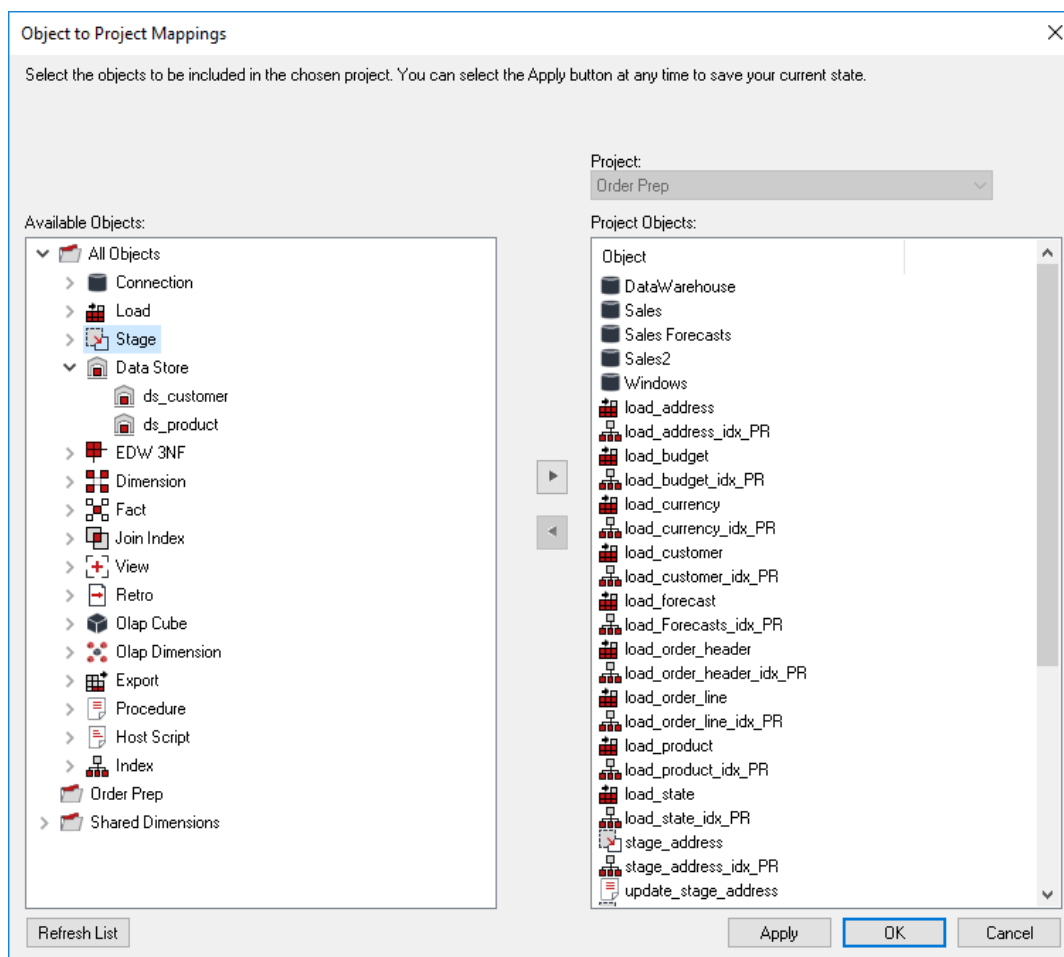 Object to Project Mappings
Select the objects to be included in the chosen project. You can select the Apply button at any time to save your current state.
Project:
Order Prep
Available Objects:
All Objects
Connection
Load
Stage
Data Store
ds_customer
ds_product
EDW 3NF
Dimension
Fact
Join Index
View
Retro
Olap Cube
Olap Dimension
Export
Procedure
Host Script
Index
Order Prep
Shared Dimensions
Project Objects:
Object
DataWarehouse
Sales
Sales Forecasts
Sales2
Windows
load_address
load_address_idx_PR
load_budget
load_budget_idx_PR
load_currency
load_currency_idx_PR
load_customer
load_customer_idx_PR
load_forecast
load_Forecasts_idx_PR
load_order_header
load_order_header_idx_PR
load_order_line
load_order_line_idx_PR
load_product
load_product_idx_PR
load_state
load_state_idx_PR
stage_address
stage_address_idx_PR
update_stage_address
Refresh List
Apply
OK
Cancel